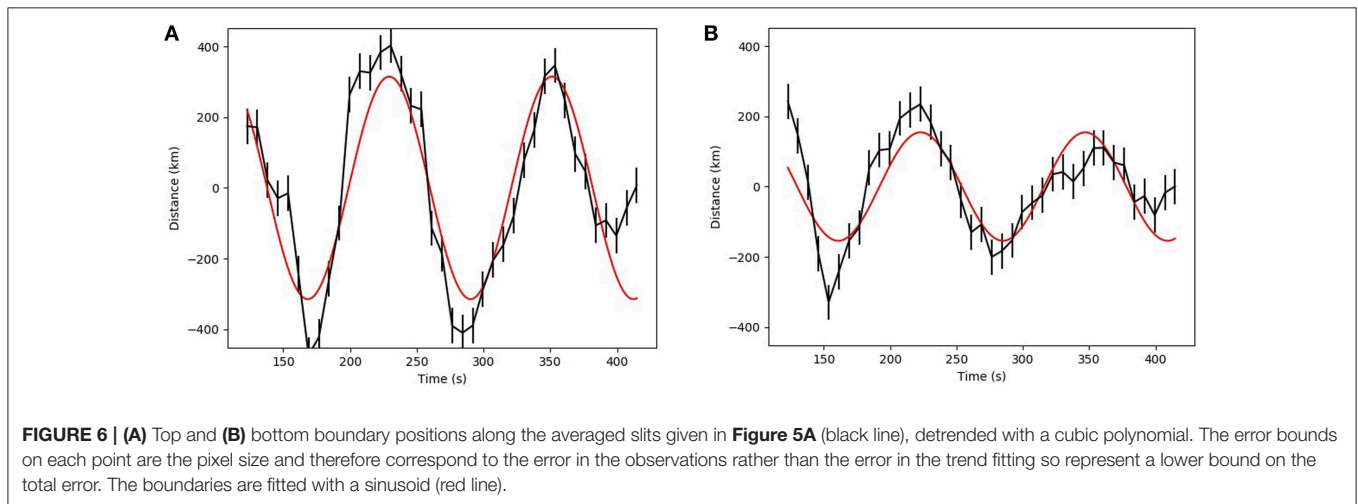 A
B
400
200
0
−200
−400
Distance (km)
150
200
250
300
350
400
Time (s)
400
200
0
−200
−400
Distance (km)
150
200
250
300
350
400
Time (s)
FIGURE 6 | (A) Top and (B) bottom boundary positions along the averaged slits given in Figure 5A (black line), detrended with a cubic polynomial. The error bounds
on each point are the pixel size and therefore correspond to the error in the observations rather than the error in the trend fitting so represent a lower bound on the
total error. The boundaries are fitted with a sinusoid (red line).